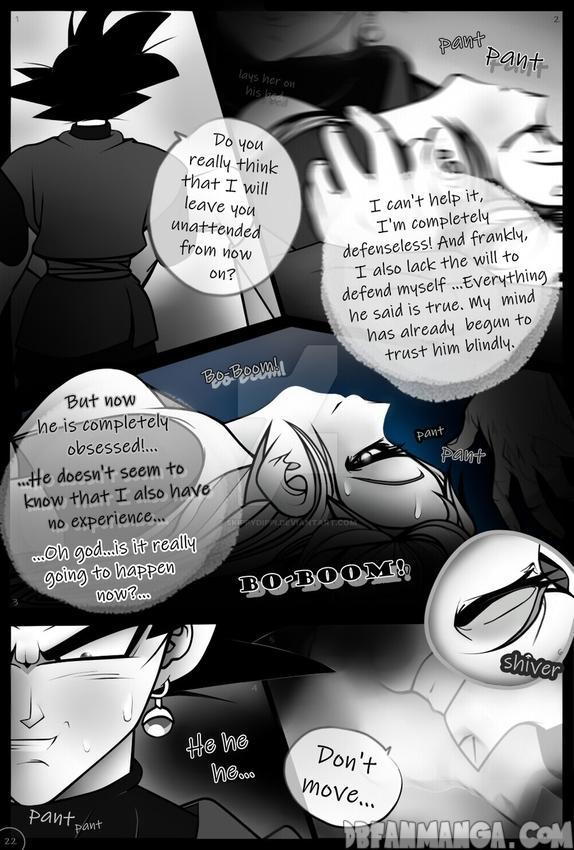 1
2
pant
pant
lays her on
his bed
Do you
really think
that I will
leave you
unattended
from now
on?
I can't help it,
I'm completely
defenseless! And frankly,
I also lack the will to
defend myself ...Everything
he said is true. My mind
has already begun to
trust him blindly.
Bo-Boom!
But now
he is completely
obsessed!...
...He doesn't seem to
know that I also have
no experience...
...Oh god...is it really
going to happen
now?...
pant
pant
BO-BOOM!
3
shiver
4
5
6
He he
he...
Don't
move...
pant
pant
22
DBFANMANGA.COM